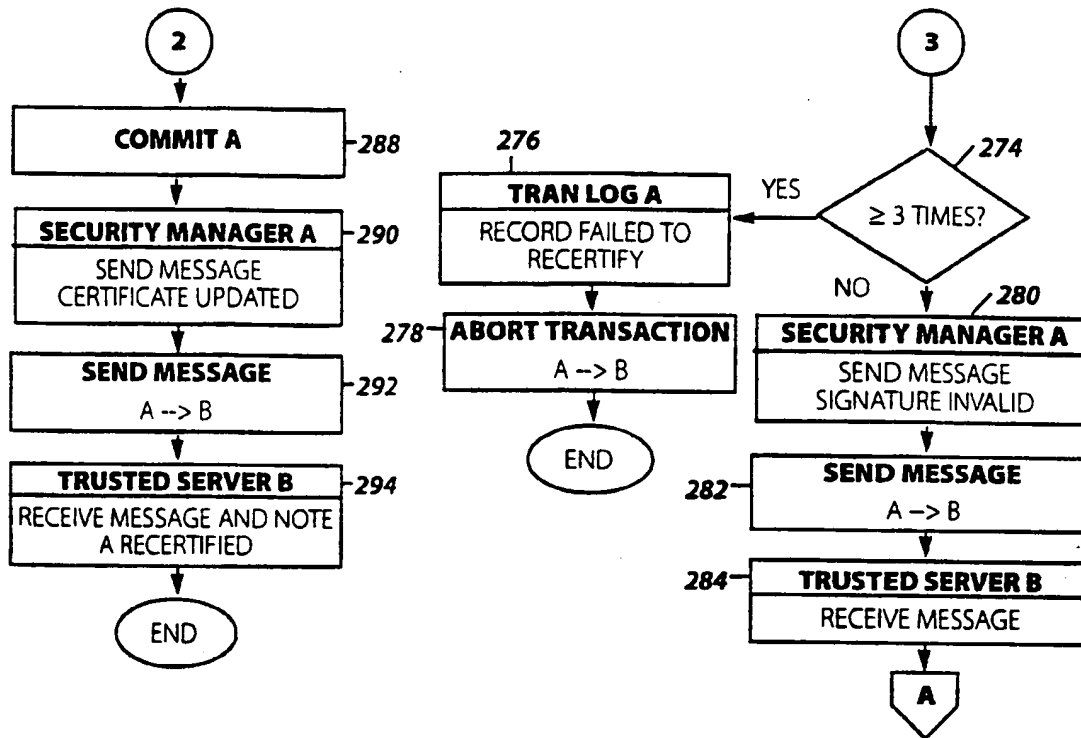 2
COMMIT A
288
SECURITY MANAGER A
290
SEND MESSAGE
CERTIFICATE UPDATED
SEND MESSAGE
292
A --> B
TRUSTED SERVER B
294
RECEIVE MESSAGE AND NOTE
A RECERTIFIED
END
276
TRAN LOG A
RECORD FAILED TO
RECERTIFY
278
ABORT TRANSACTION
A --> B
END
3
274
≥ 3 TIMES?
YES
NO
280
SECURITY MANAGER A
SEND MESSAGE
SIGNATURE INVALID
SEND MESSAGE
282
A --> B
284
TRUSTED SERVER B
RECEIVE MESSAGE
A